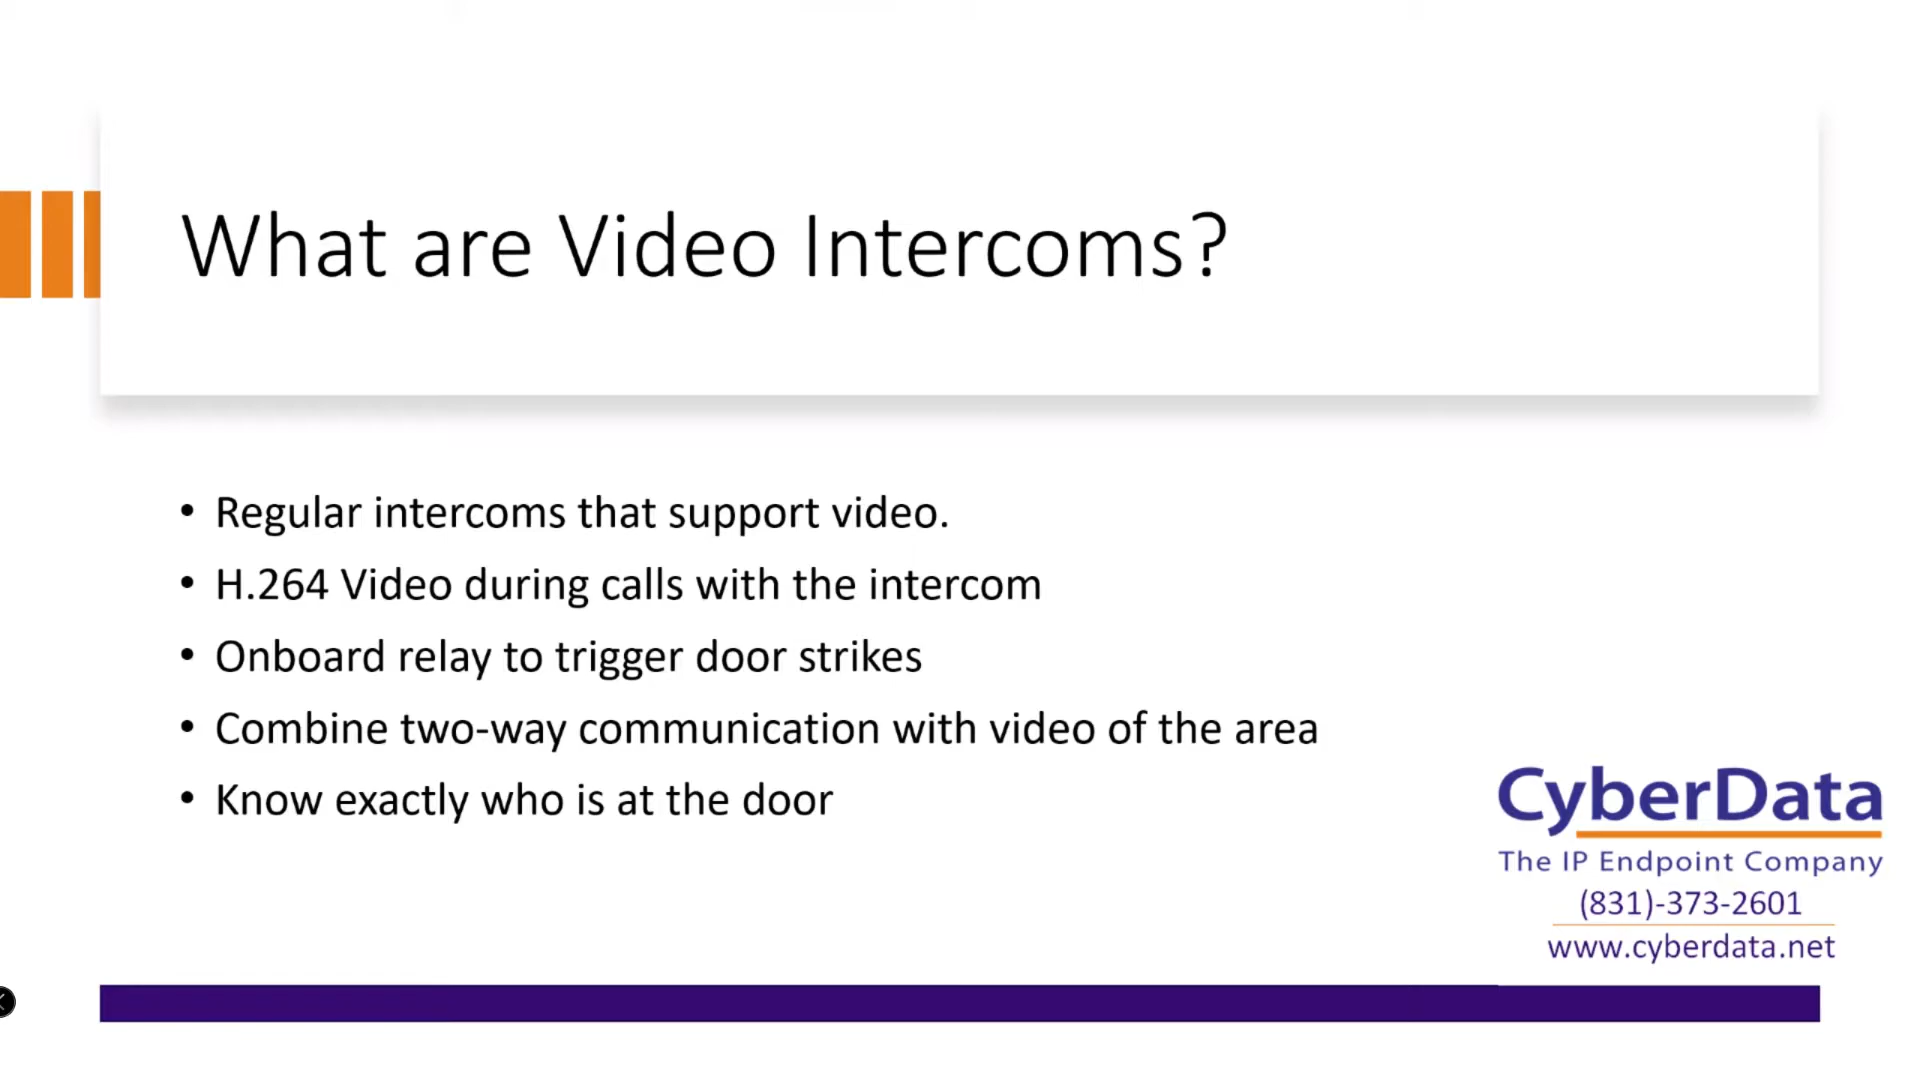 What are Video Intercoms?
• Regular intercoms that support video.
• H.264 Video during calls with the intercom
• Onboard relay to trigger door strikes
• Combine two-way communication with video of the area
• Know exactly who is at the door
CyberData
The IP Endpoint Company
(831)-373-2601
www.cyberdata.net